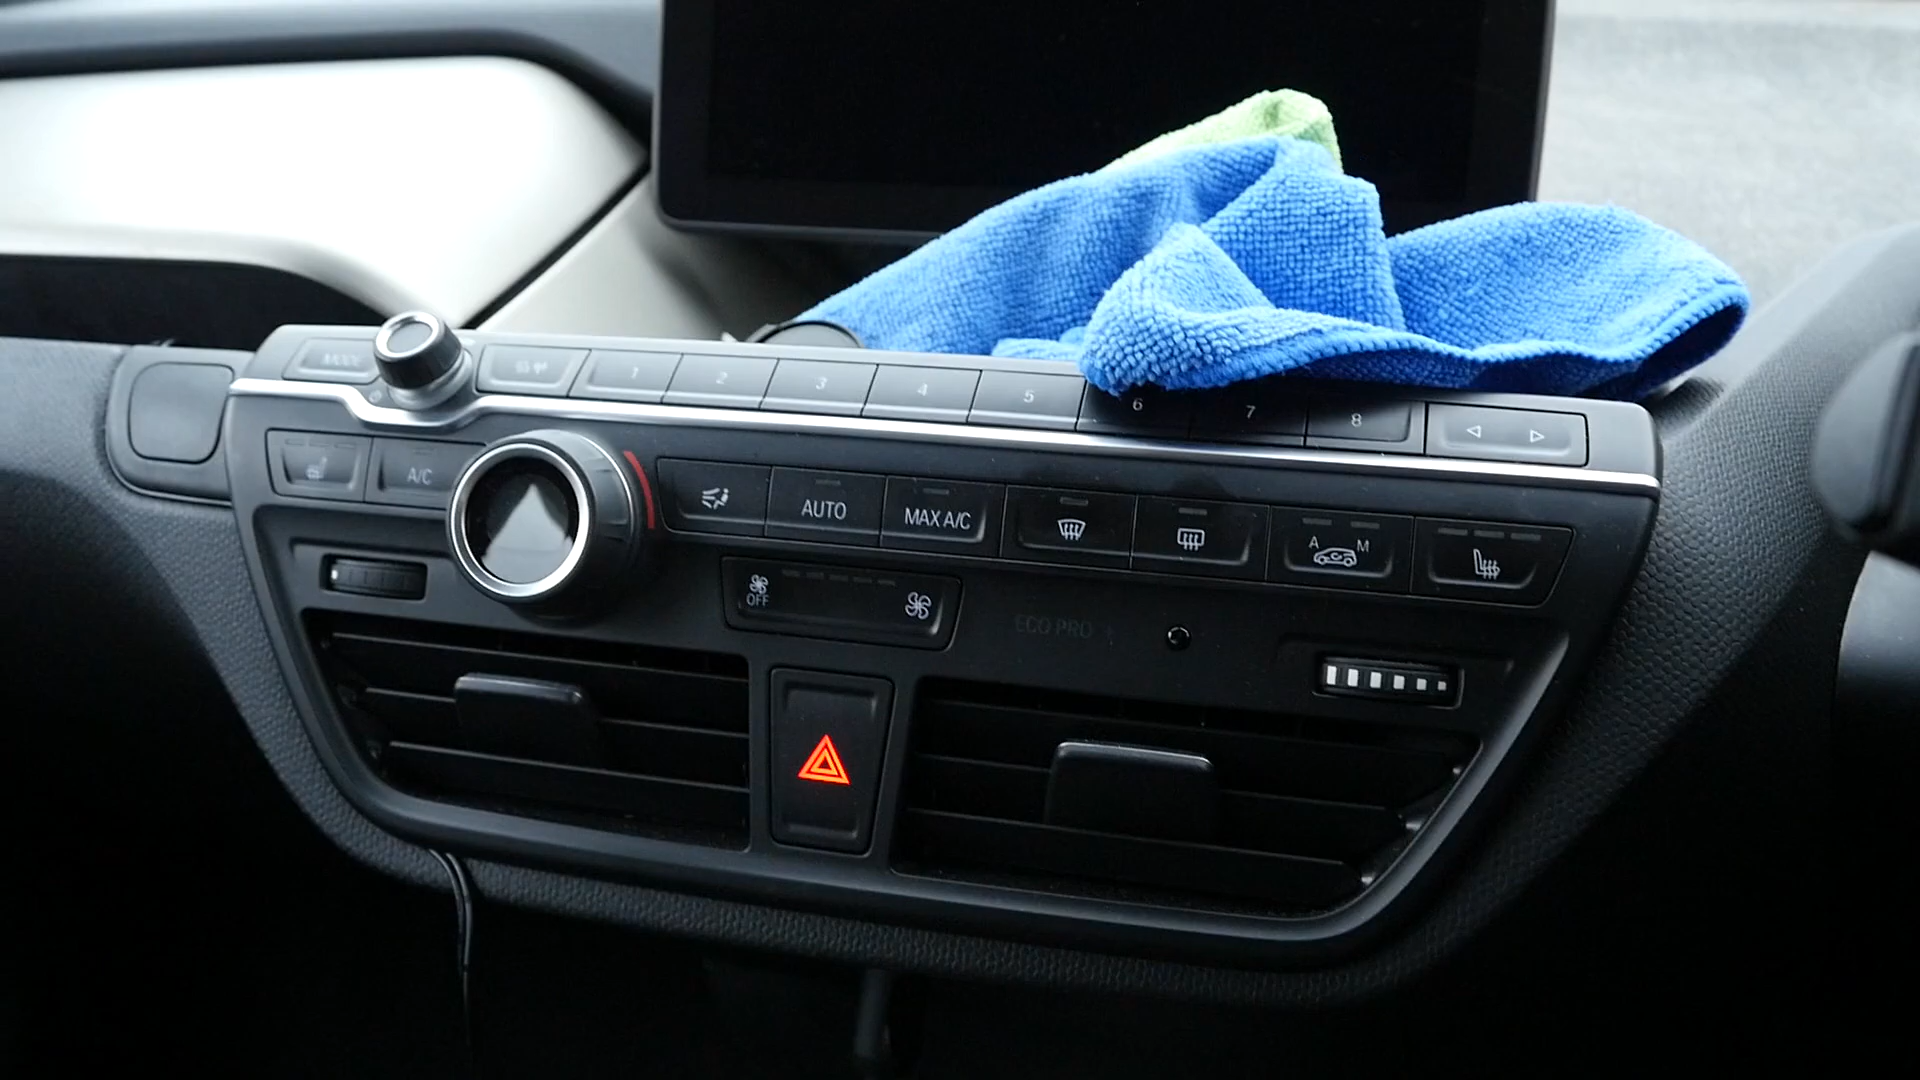 MODE
1 2 3 4 5 6 7 8
A/C
AUTO
MAX A/C
A M
OFF
ECO PRO +